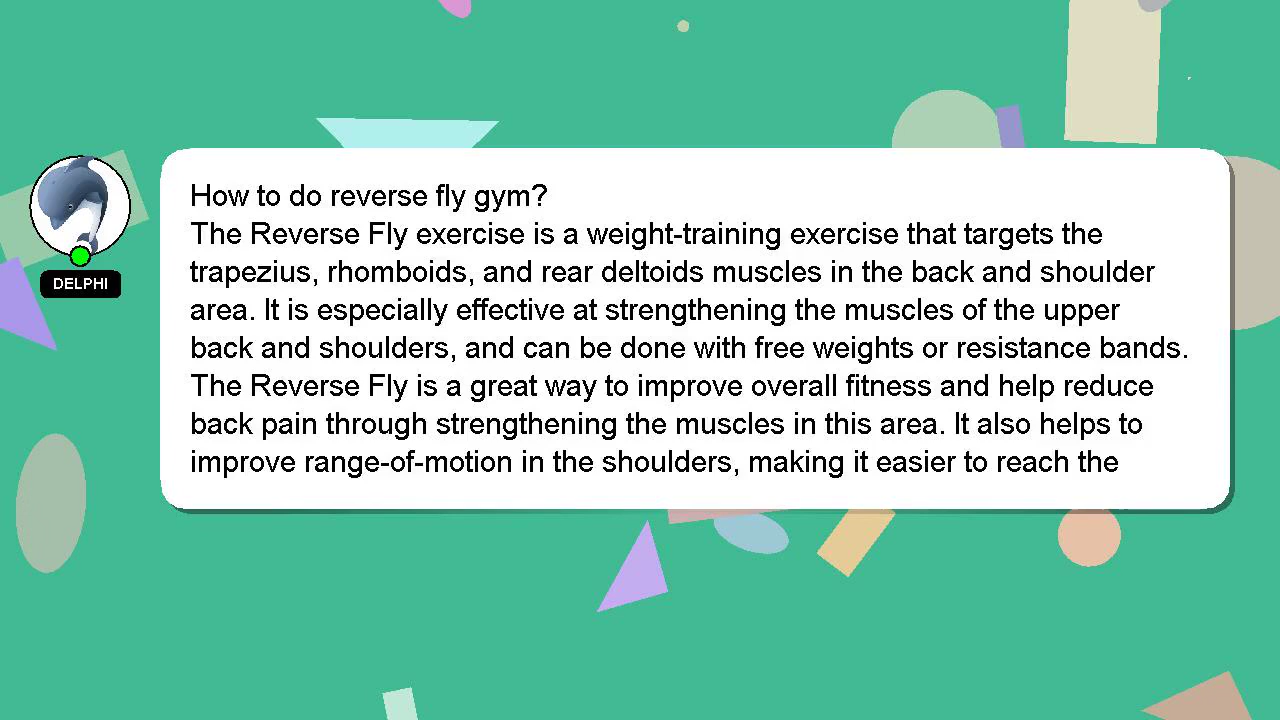 DELPHI
How to do reverse fly gym?
The Reverse Fly exercise is a weight-training exercise that targets the
trapezius, rhomboids, and rear deltoids muscles in the back and shoulder
area. It is especially effective at strengthening the muscles of the upper
back and shoulders, and can be done with free weights or resistance bands.
The Reverse Fly is a great way to improve overall fitness and help reduce
back pain through strengthening the muscles in this area. It also helps to
improve range-of-motion in the shoulders, making it easier to reach the